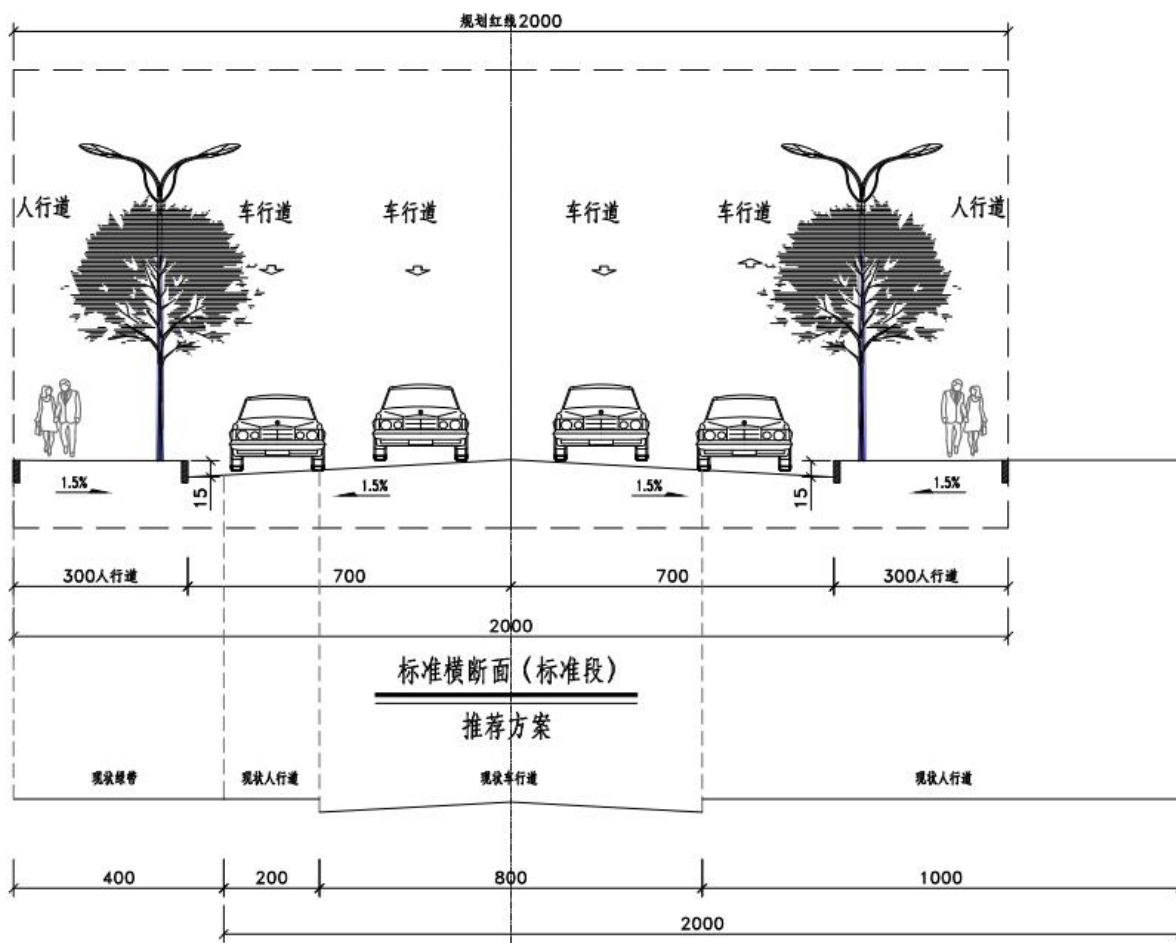 规划红线2000
人行道
车行道
车行道
车行道
车行道
人行道
1.5%
15
1.5%
1.5%
15
1.5%
300人行道
700
700
300人行道
2000
标准横断面（标准段）
推荐方案
现状绿带
现状人行道
现状车行道
现状人行道
400
200
800
1000
2000